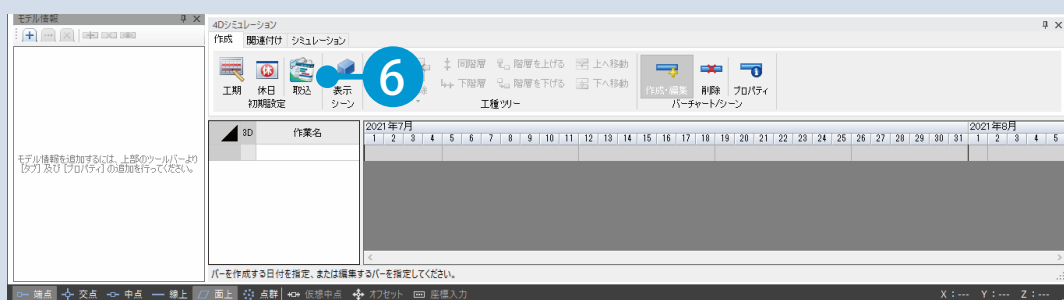 モデル情報
4Dシミュレーション
作成 関連付け シミュレーション
工期 休日 取込 表示
初期設定 シーン
6
同階層 階層を上げる 上へ移動
下階層 階層を下げる 下へ移動
工種ツリー
作成・編集 削除 プロパティ
バーチャート/シーン
3D 作業名
2021年7月 2021年8月
1 2 3 4 5 6 7 8 9 10 11 12 13 14 15 16 17 18 19 20 21 22 23 24 25 26 27 28 29 30 31 1 2 3 4 5
モデル情報を追加するには、上部のツールバーより
[タブ] 及び [プロパティ] の追加を行ってください。
バーを作成する日付を指定、または編集するバーを指定してください。
端点 交点 中点 線上 面上 点群 仮想中点 オフセット 座標入力 X : --- Y : --- Z : ---